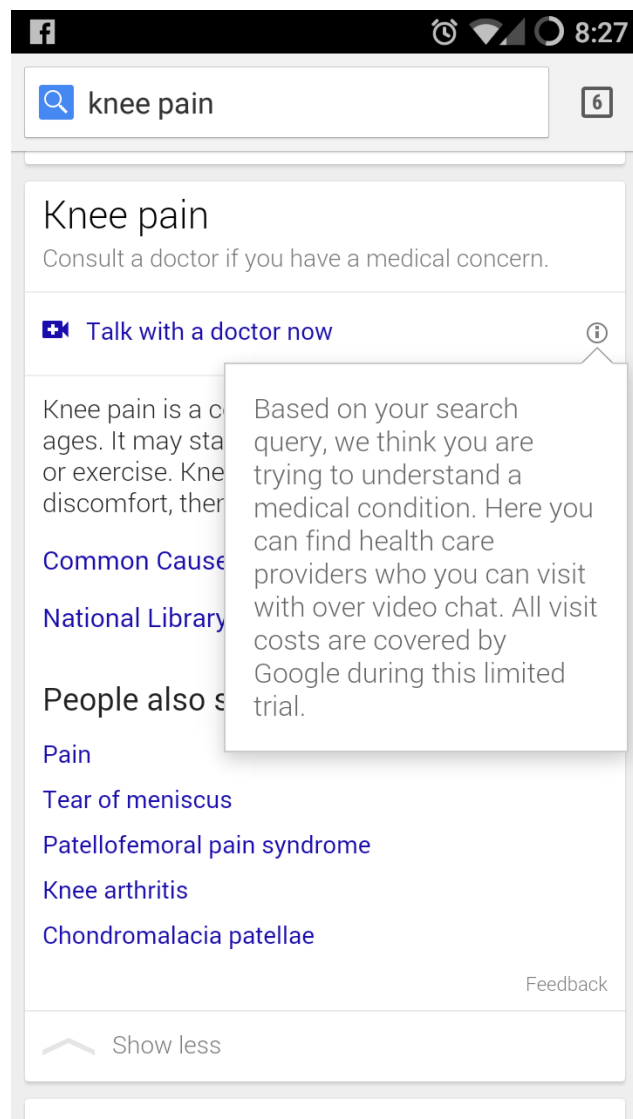 8:27
knee pain
6
Knee pain
Consult a doctor if you have a medical concern.
Talk with a doctor now
Knee pain is a c
ages. It may sta
or exercise. Kne
discomfort, ther
Common Cause
National Library
Based on your search
query, we think you are
trying to understand a
medical condition. Here you
can find health care
providers who you can visit
with over video chat. All visit
costs are covered by
Google during this limited
trial.
People also s
Pain
Tear of meniscus
Patellofemoral pain syndrome
Knee arthritis
Chondromalacia patellae
Feedback
Show less